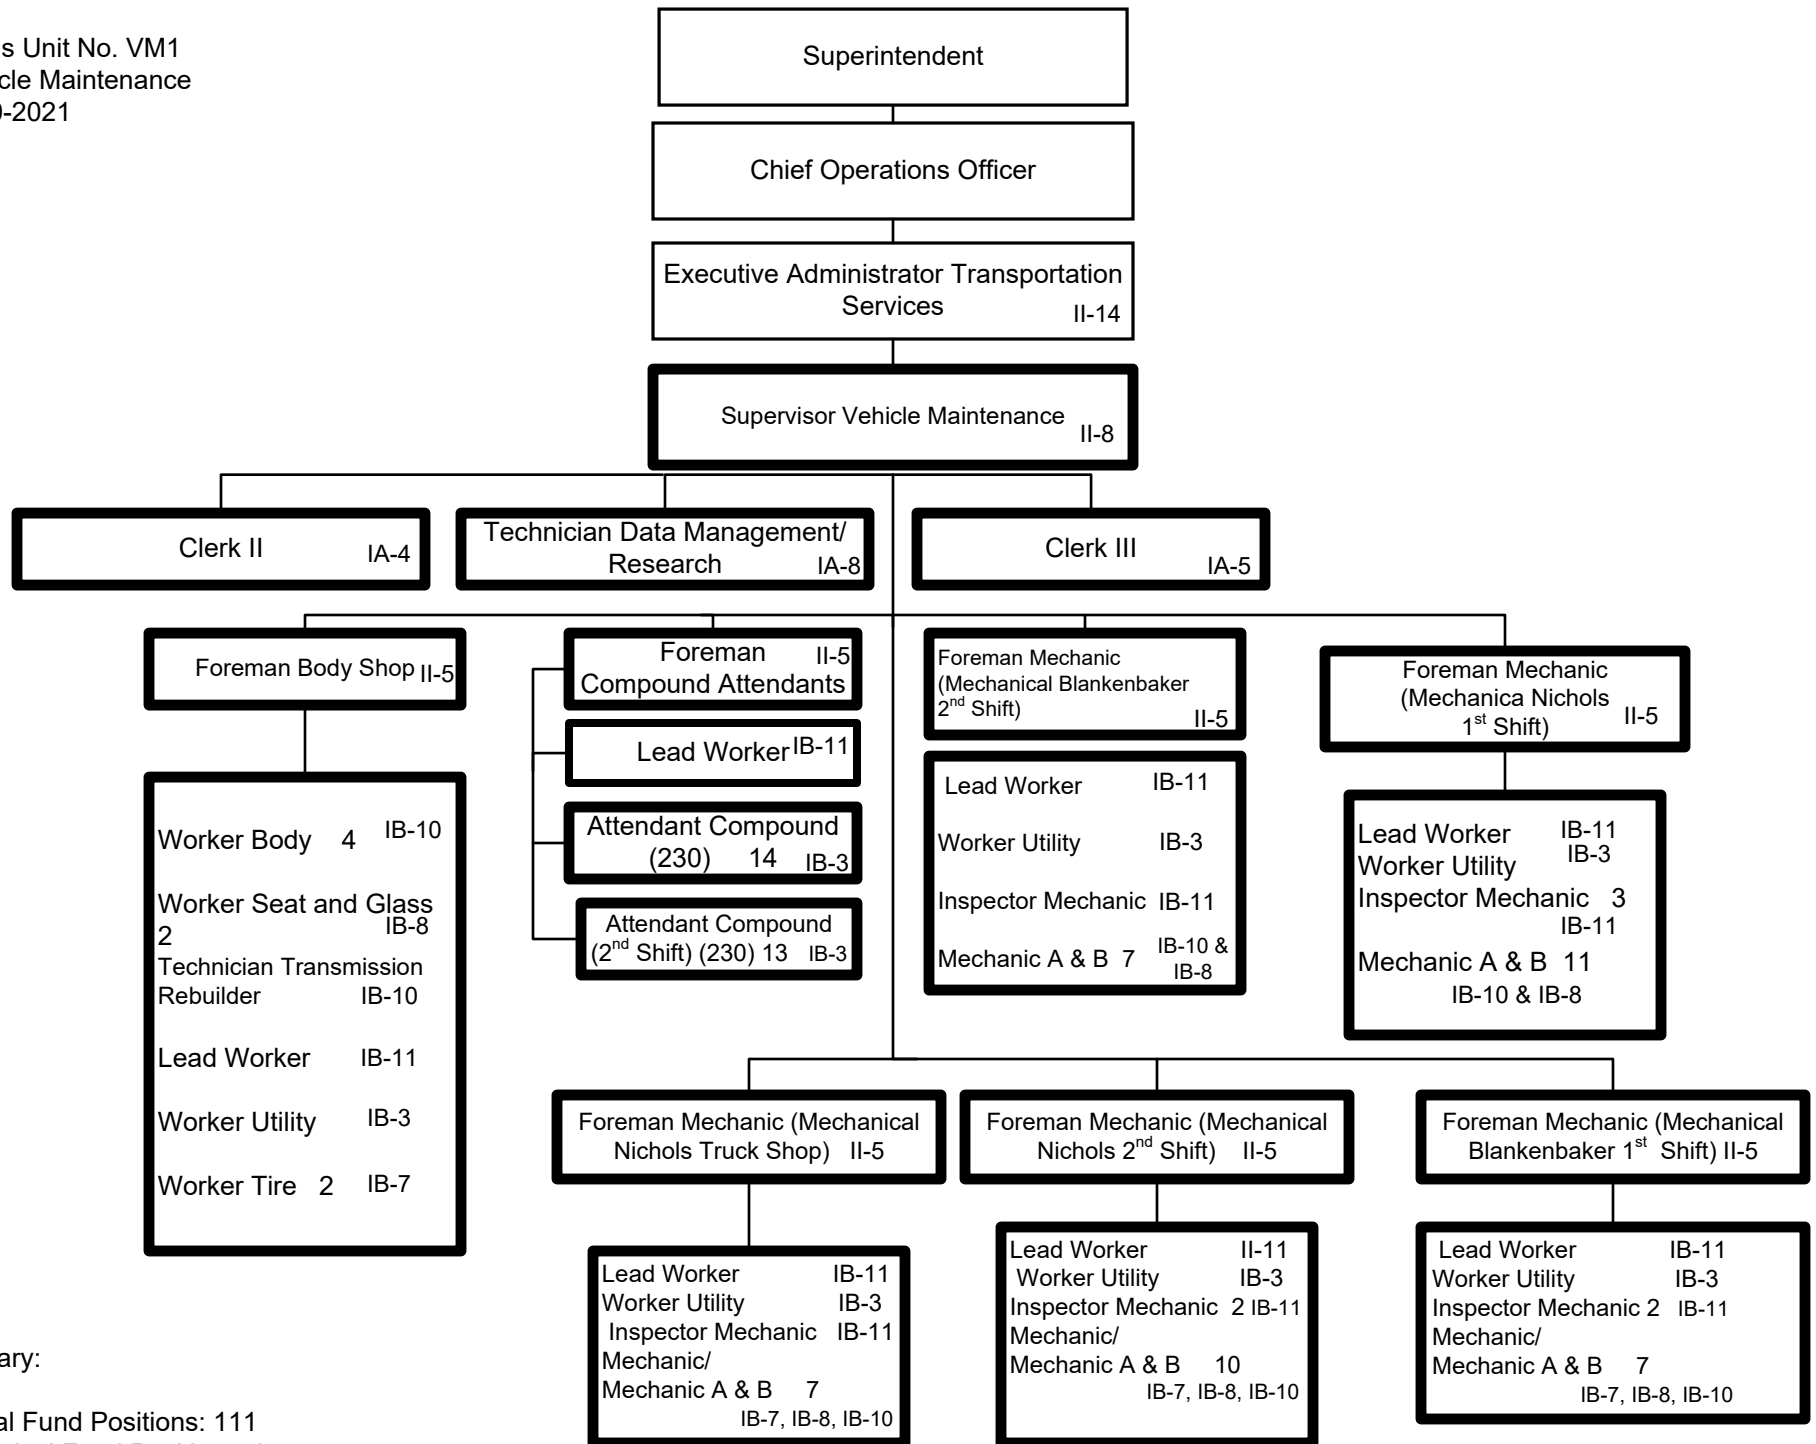 s Unit No. VM1
cle Maintenance
-2021
Superintendent
Chief Operations Officer
Executive Administrator Transportation
Services II-14
Supervisor Vehicle Maintenance II-8
Clerk II IA-4
Technician Data Management/
Research IA-8
Clerk III IA-5
Foreman Body Shop II-5
Worker Body 4 IB-10
Worker Seat and Glass
2 IB-8
Technician Transmission
Rebuilder IB-10
Lead Worker IB-11
Worker Utility IB-3
Worker Tire 2 IB-7
Foreman II-5
Compound Attendants
Lead Worker IB-11
Attendant Compound
(230) 14 IB-3
Attendant Compound
(2nd Shift) (230) 13 IB-3
Foreman Mechanic
(Mechanical Blankenbaker
2nd Shift)
II-5
Lead Worker IB-11
Worker Utility IB-3
Inspector Mechanic IB-11
Mechanic A & B 7 IB-10 &
IB-8
Foreman Mechanic
(Mechanica Nichols
1st Shift) II-5
Lead Worker IB-11
Worker Utility IB-3
Inspector Mechanic 3
IB-11
Mechanic A & B 11
IB-10 & IB-8
Foreman Mechanic (Mechanical
Nichols Truck Shop) II-5
Lead Worker IB-11
Worker Utility IB-3
Inspector Mechanic IB-11
Mechanic/
Mechanic A & B 7
IB-7, IB-8, IB-10
Foreman Mechanic (Mechanical
Nichols 2nd Shift) II-5
Lead Worker II-11
Worker Utility IB-3
Inspector Mechanic 2 IB-11
Mechanic/
Mechanic A & B 10
IB-7, IB-8, IB-10
Foreman Mechanic (Mechanical
Blankenbaker 1st Shift) II-5
Lead Worker IB-11
Worker Utility IB-3
Inspector Mechanic 2 IB-11
Mechanic/
Mechanic A & B 7
IB-7, IB-8, IB-10
ary:
al Fund Positions: 111